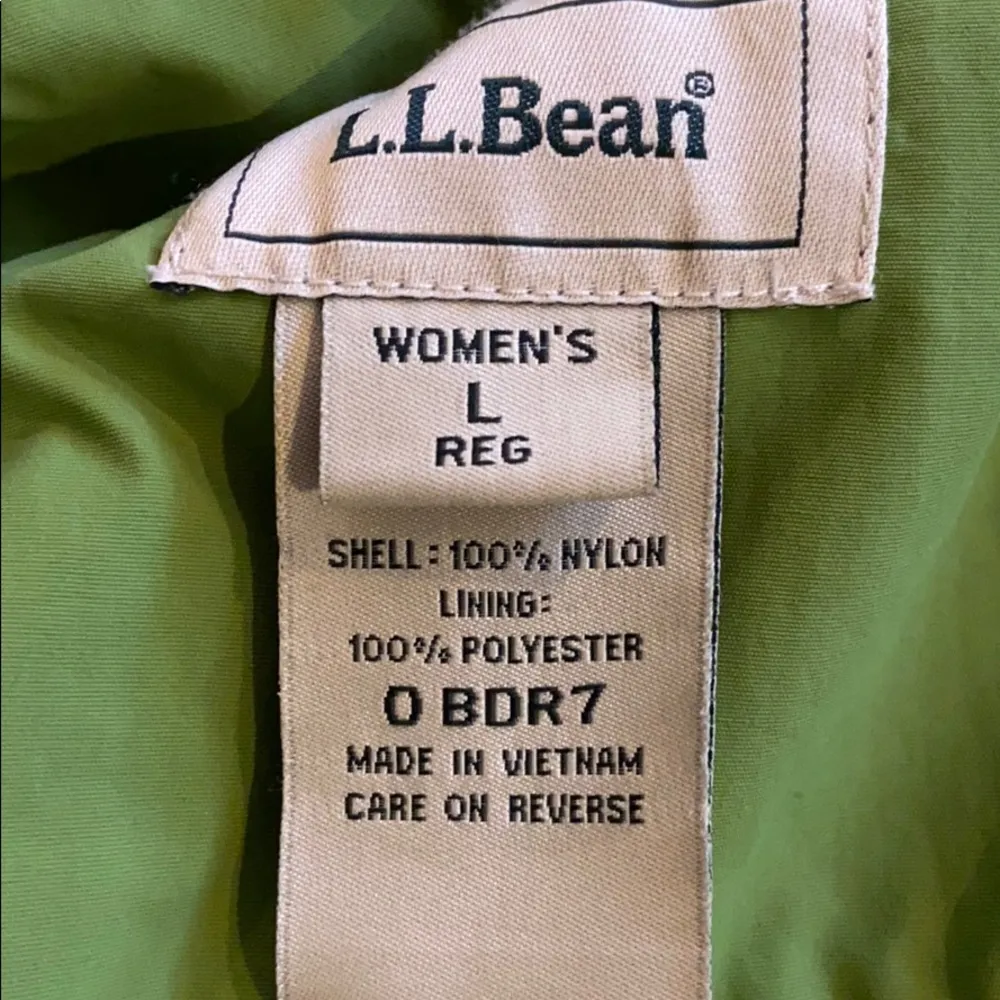 L.L.Bean®
WOMEN'S
L
REG
SHELL: 100% NYLON
LINING:
100% POLYESTER
0 BDR7
MADE IN VIETNAM
CARE ON REVERSE